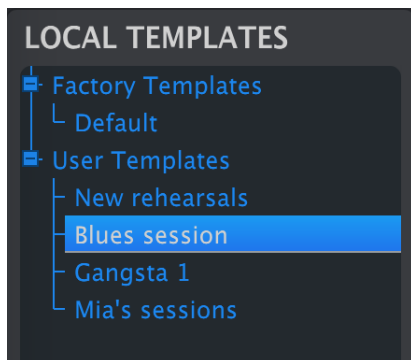 LOCAL TEMPLATES
Factory Templates
Default
User Templates
New rehearsals
Blues session
Gangsta 1
Mia's sessions